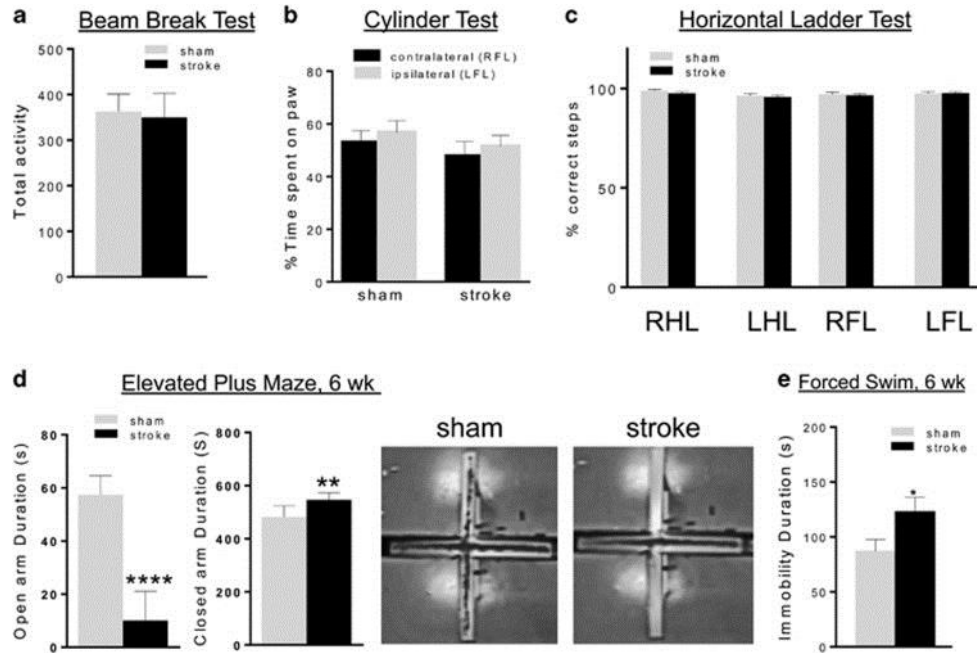 a Beam Break Test
sham
stroke
Total activity
500
400
300
200
100
0
b Cylinder Test
contralateral (RFL)
ipsilateral (LFL)
% Time spent on paw
80
60
40
20
0
sham stroke
c Horizontal Ladder Test
sham
stroke
% correct steps
100
50
0
RHL LHL RFL LFL
d Elevated Plus Maze, 6 wk
sham
stroke
Open arm Duration (s)
80
60
40
20
0
****
Closed arm Duration (S)
800
600
400
200
0
**
sham stroke
e Forced Swim, 6 wk
sham
stroke
Immobility Duration (s)
200
150
100
50
0
*